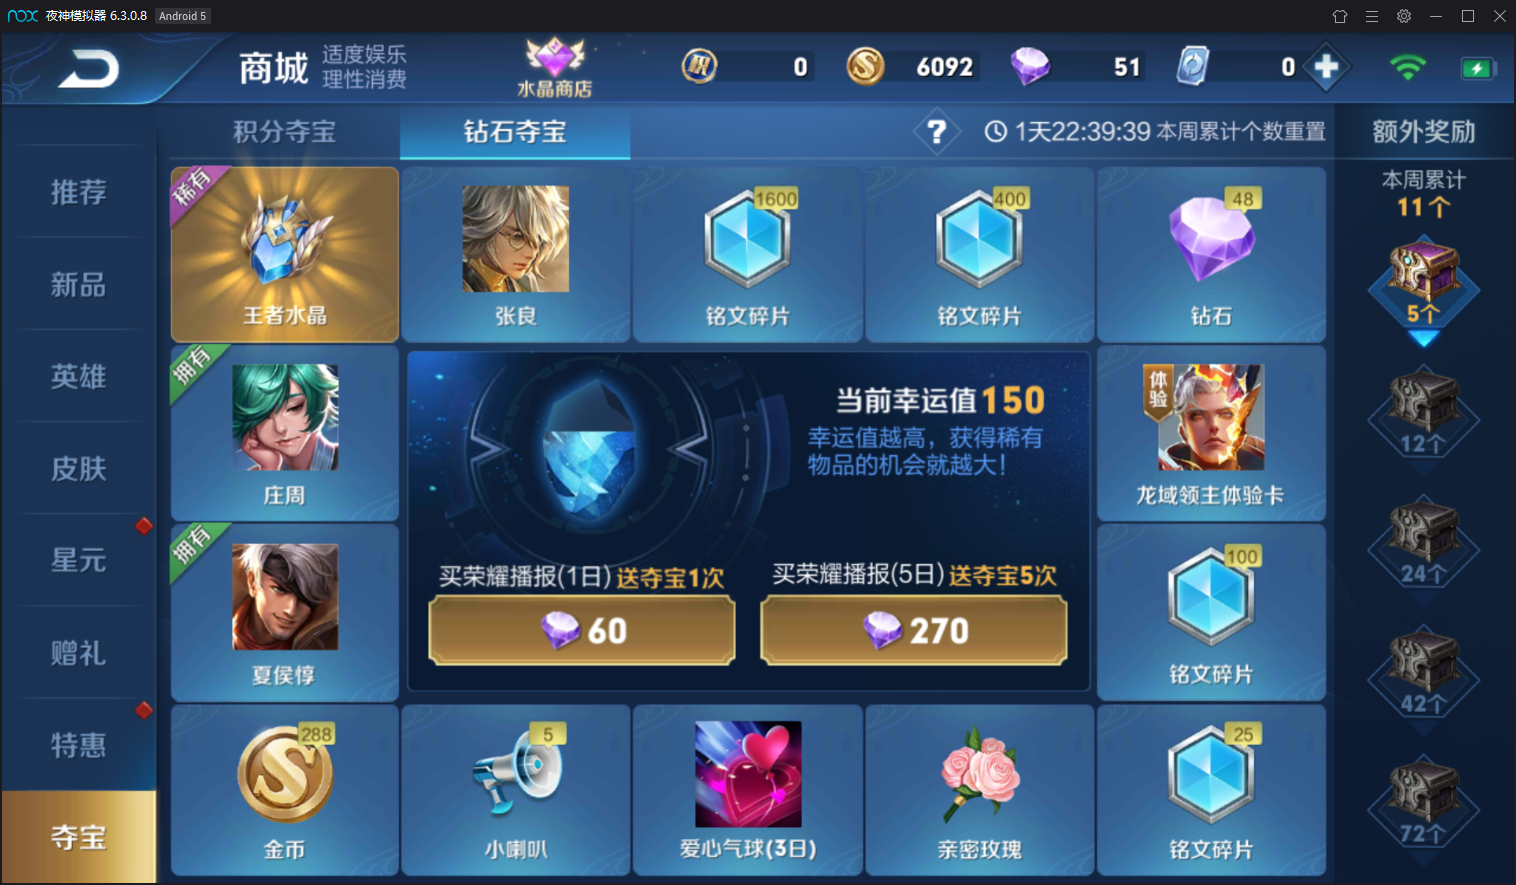 nox 夜神模拟器 6.3.0.8 Android 5
商城
适度娱乐
理性消费
水晶商店
积 0
6092
51
0
积分夺宝
钻石夺宝
?
1天22:39:39 本周累计个数重置
额外奖励
推荐
新品
英雄
皮肤
星元
赠礼
特惠
夺宝
稀有
王者水晶
张良
1600
铭文碎片
400
铭文碎片
48
钻石
拥有
庄周
当前幸运值150
幸运值越高，获得稀有
物品的机会就越大！
体验
龙域领主体验卡
拥有
夏侯惇
买荣耀播报(1日)送夺宝1次
60
买荣耀播报(5日)送夺宝5次
270
100
铭文碎片
288
金币
5
小喇叭
爱心气球(3日)
亲密玫瑰
25
铭文碎片
本周累计
11个
5个
12个
24个
42个
72个